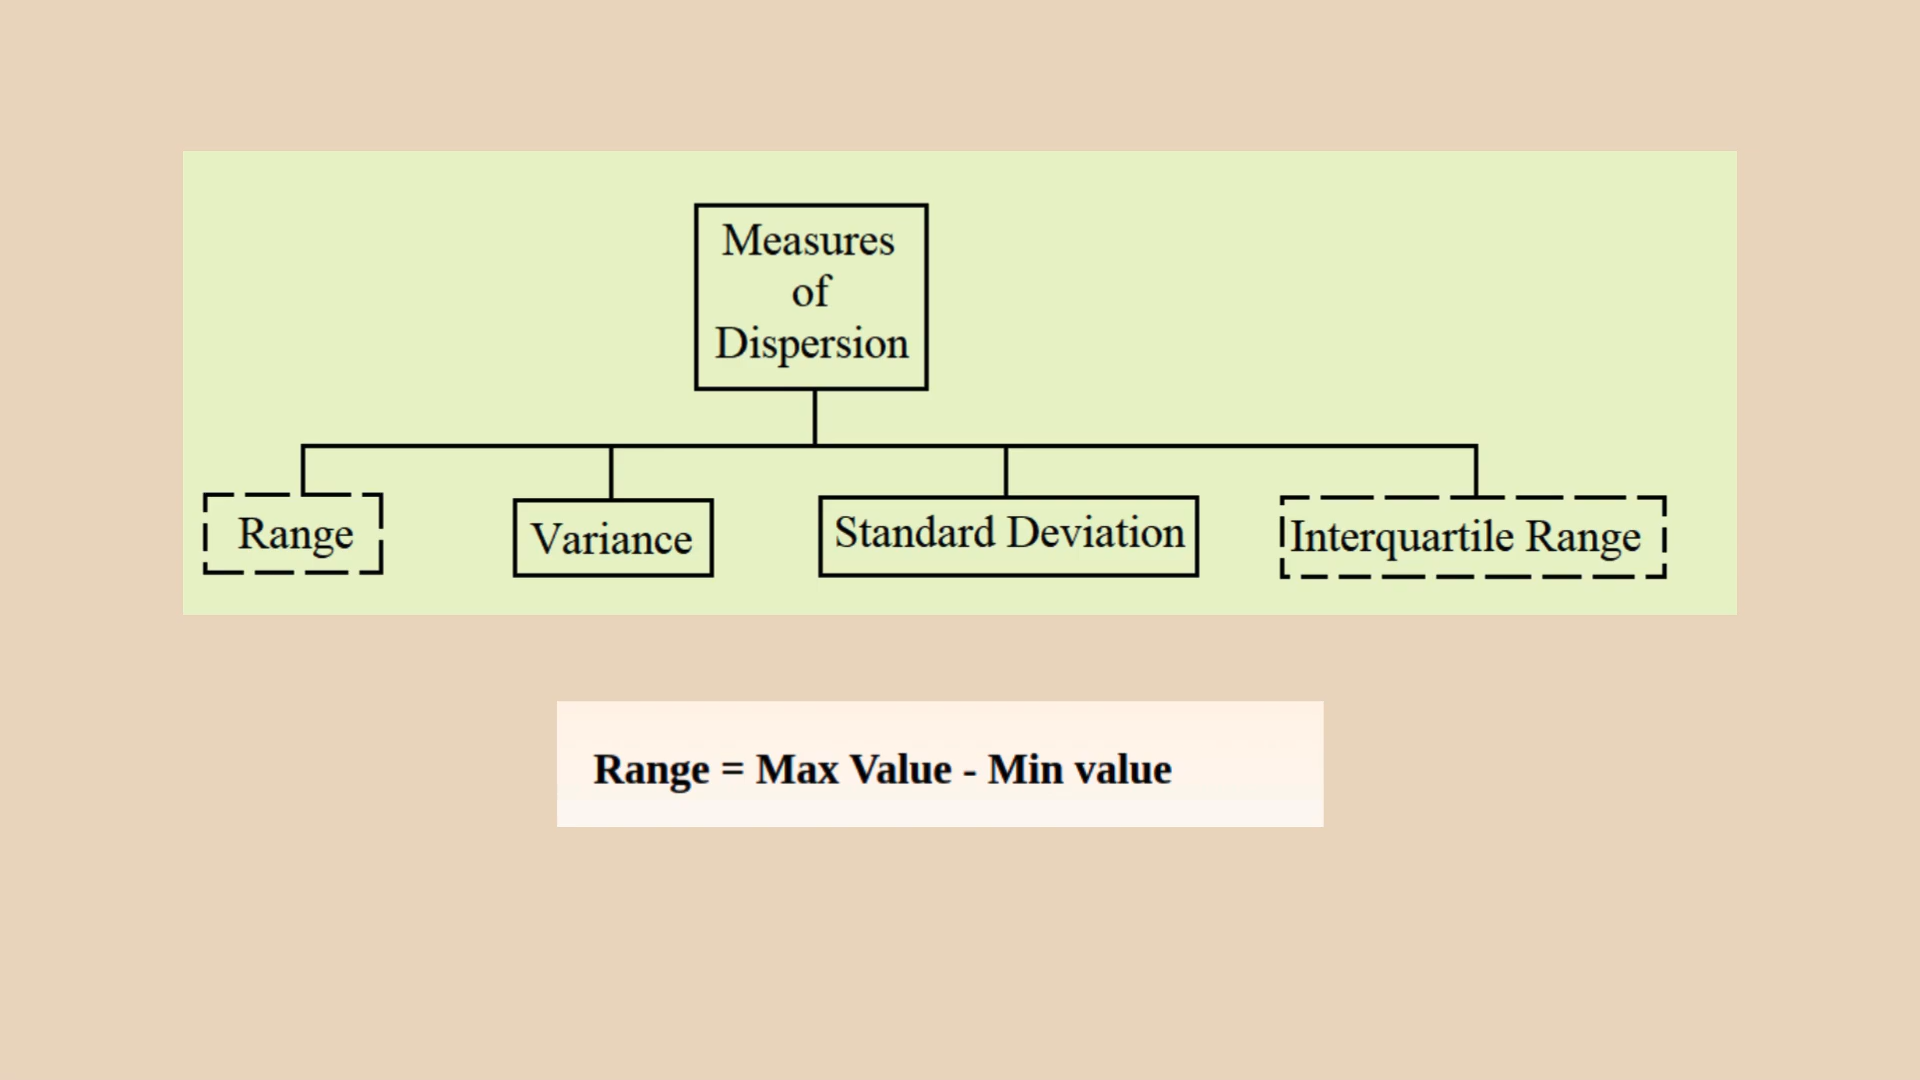 Measures
of
Dispersion
Range
Variance
Standard Deviation
Interquartile Range
Range = Max Value - Min value